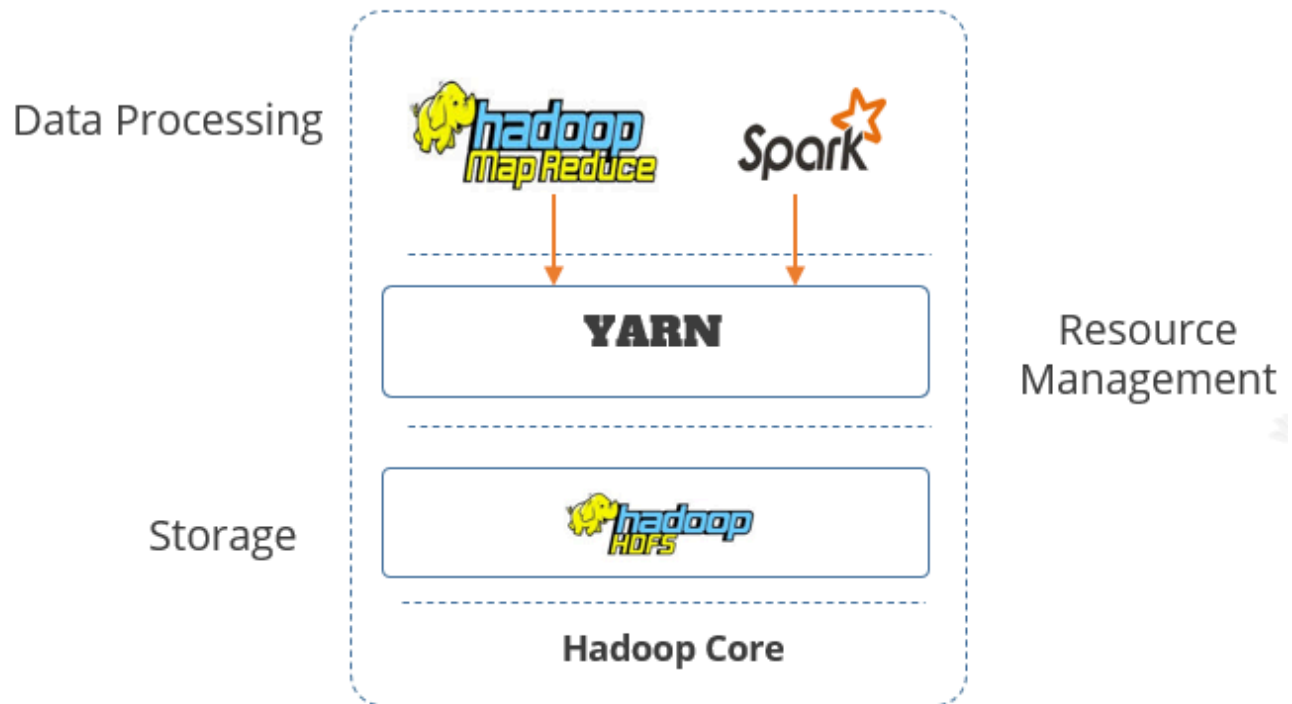 Data Processing
hadoop
Map Reduce
Spark
YARN
Resource
Management
Storage
hadoop
HDFS
Hadoop Core